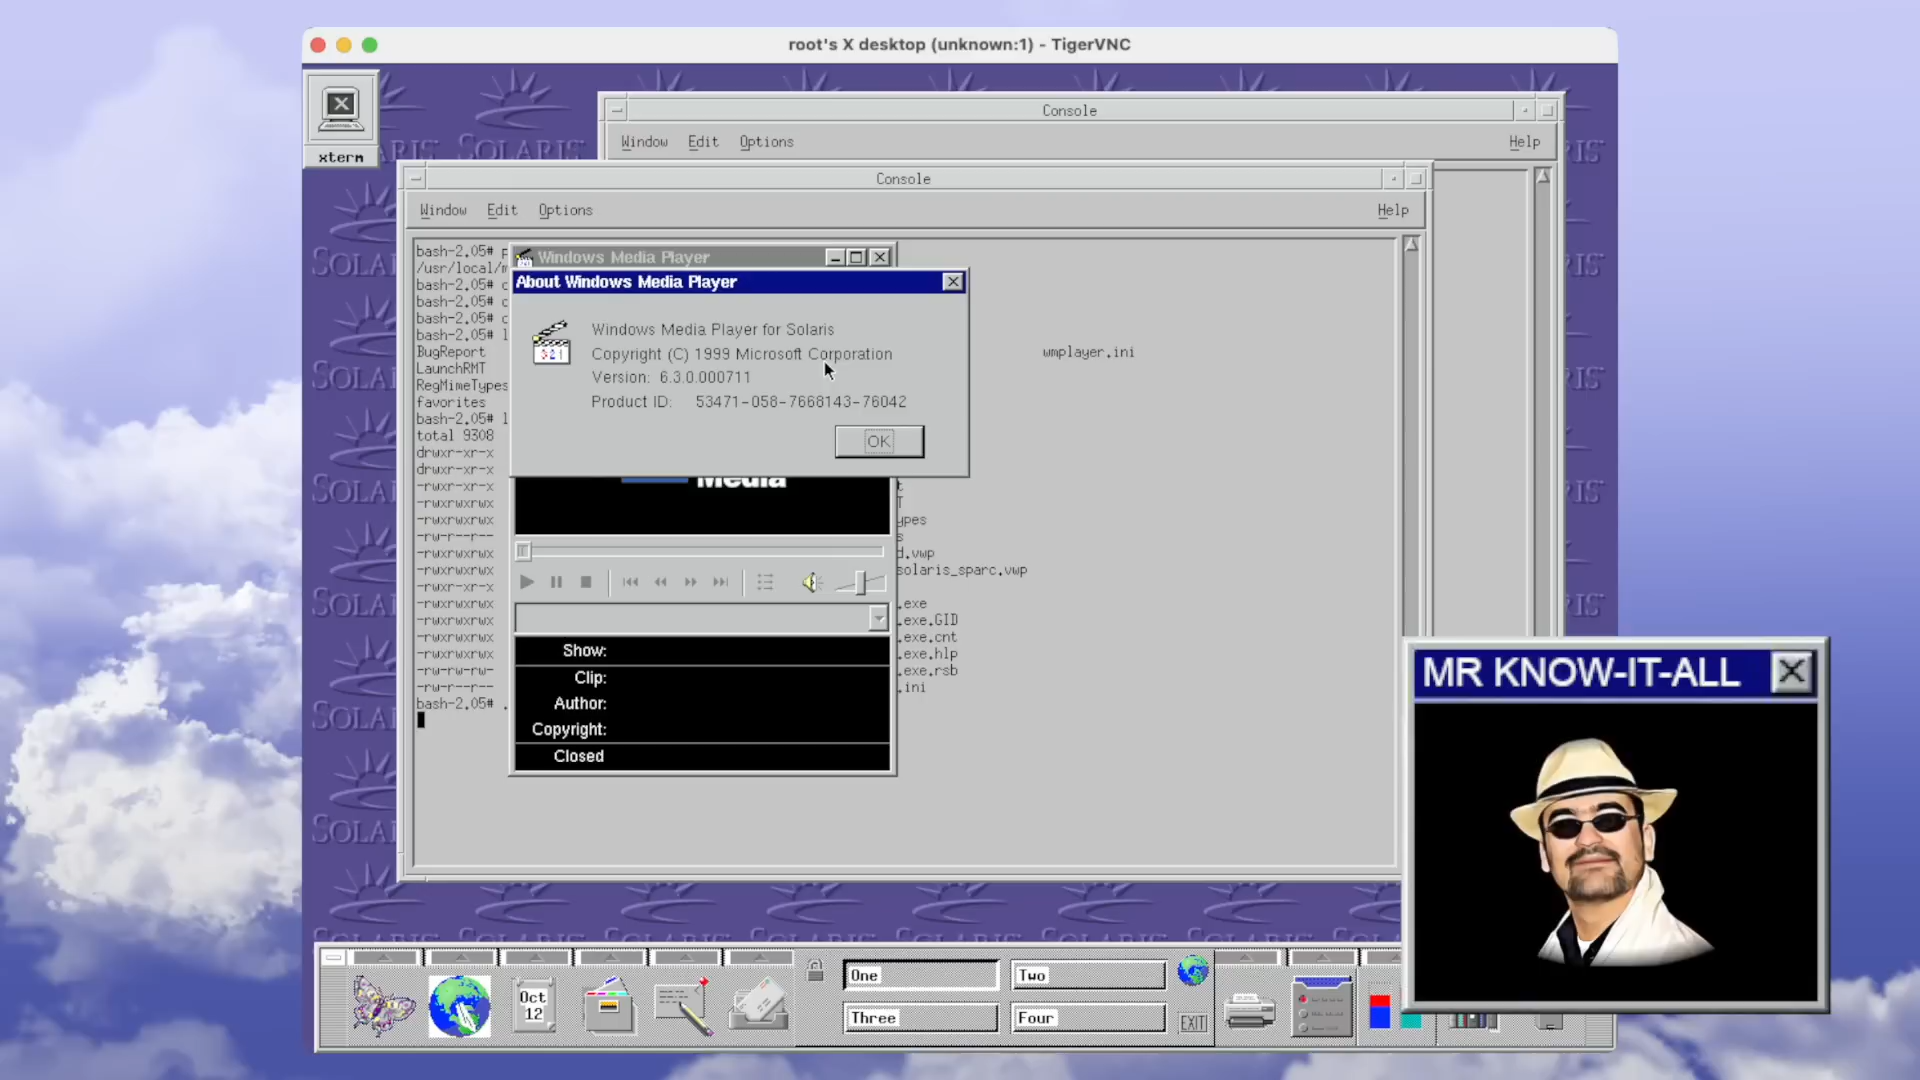 root's X desktop (unknown:1) - TigerVNC
xterm
Console
Window Edit Options Help
Console
Window Edit Options Help
bash-2.05#
/usr/local/
bash-2.05#
bash-2.05#
bash-2.05#
bash-2.05#
BugReport wmplayer.ini
LaunchRMT
RegMimeTypes
favorites
bash-2.05#
total 9308
drwxr-xr-x
drwxr-xr-x
-rwxr-xr-x
-rwxrwxrwx
-rwxrwxrwx ypes
-rw-r--r-- s
-rwxrwxrwx d.vwp
-rwxrwxrwx solaris_sparc.vwp
-rwxr-xr-x
-rwxrwxrwx .exe
-rwxrwxrwx .exe.GID
-rwxrwxrwx .exe.cnt
-rwxrwxrwx .exe.hlp
-rw-rw-rw- .exe.rsb
-rw-r--r-- .ini
bash-2.05# .
Windows Media Player
About Windows Media Player
Windows Media Player for Solaris
Copyright (C) 1999 Microsoft Corporation
Version: 6.3.0.000711
Product ID: 53471-058-7668143-76042
OK
Media
Show:
Clip:
Author:
Copyright:
Closed
MR KNOW-IT-ALL
SOLARIS
Oct
12
One Two
Three Four
EXIT